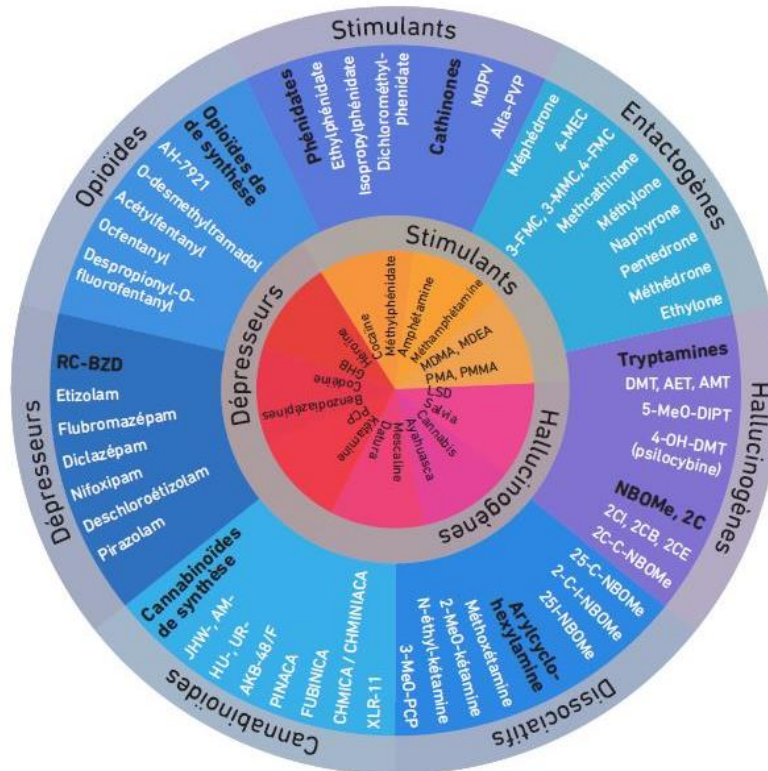 Stimulants
Phénidates
Ethylphénidate
Isopropylphénidate
Dichlorométhyl-
phenidate
Cathinones
MDPV
Alfa-PVP
Entactogènes
Méphédrone
4-MEC
3-FMC, 3-MMC, 4-FMC
Methcathinone
Méthylone
Naphyrone
Pentedrone
Méthédrone
Ethylone
Hallucinogènes
Tryptamines
DMT, AET, AMT
5-MeO-DIPT
4-OH-DMT
(psilocybine)
NBOMe, 2C
2CI, 2CB, 2CE
2C-C-NBOMe
Dissociatifs
25-C-NBOMe
2-C-I-NBOMe
25I-NBOMe
Arylcyclo-
hexylamine
Methoxétamine
2-MeO-kétamine
N-éthyl-kétamine
3-MeO-PCP
Cannabinoïdes
Cannabinoïdes
de synthèse
JHW-, AM-
HU-, UR-
AKB-48/F
PINACA
FUBINICA
CHMICA / CHMINIACA
XLR-11
Dépresseurs
RC-BZD
Etizolam
Flubromazépam
Diclazépam
Nifoxipam
Deschloroétizolam
Pirazolam
Opioïdes
Opioïdes de
de synthèse
AH-7921
O-desmethyltramadol
Acétylfentanyl
Ocfentanyl
Despropionyl-O-
fluorofentanyl
Stimulants
Cocaïne
Méthylphénidate
Amphétamine
Méthamphétamine
MDMA, MDEA
PMA, PMMA
Hallucinogènes
LSD
Salvia
Cannabis
Ayahuasca
Mescaline
Datura
Dépresseurs
Kétamine
PCP
Benzodiazépines
Codéine
GHB
Héroïne